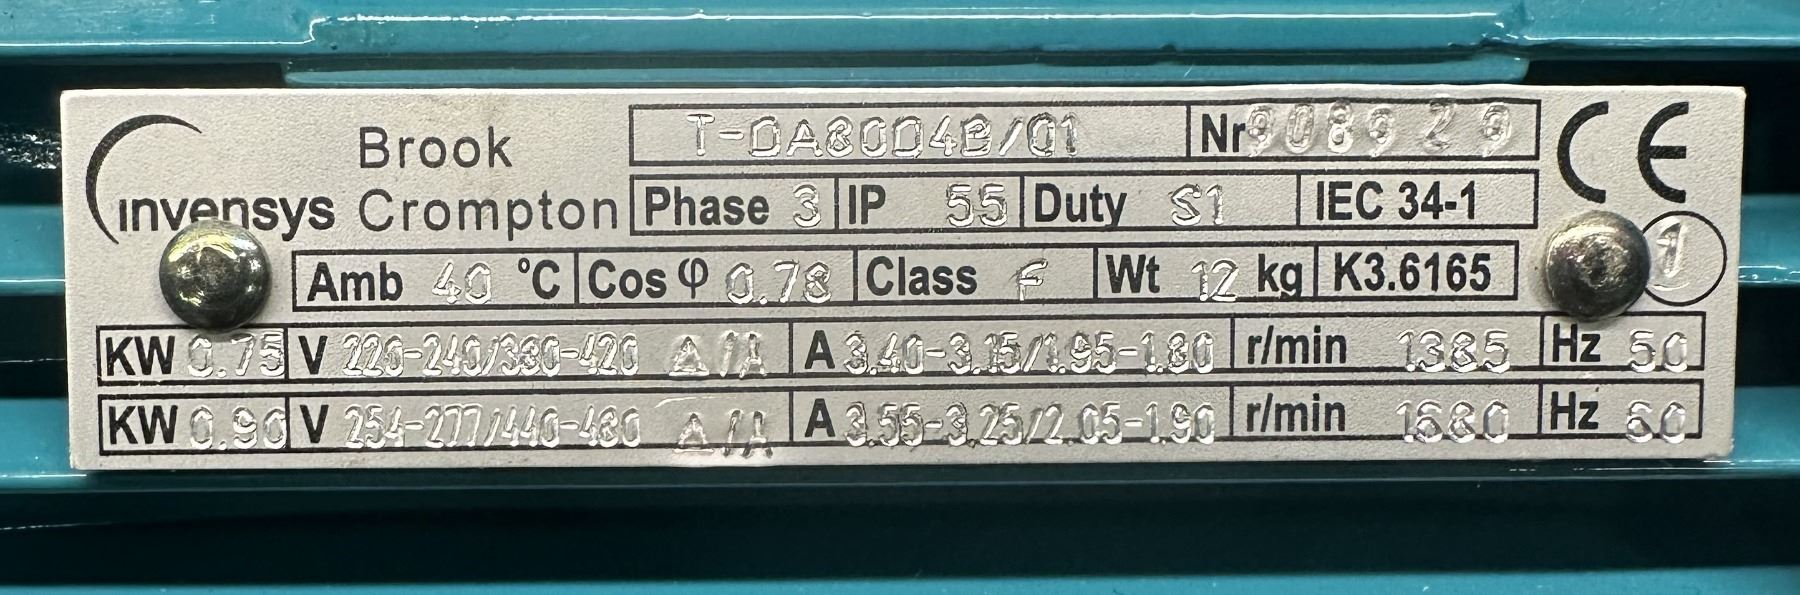 Brook T-DA80D4B/01 Nr 908929 CE
invensys Crompton Phase 3 IP 55 Duty S1 IEC 34-1
Amb 40 °C Cos φ 0.78 Class F Wt 12 kg K3.6165 1
KW 0.75 V 220-240/380-420 Δ/Y A 3.40-3.15/1.95-1.80 r/min 1385 Hz 50
KW 0.90 V 254-277/440-480 Δ/Y A 3.55-3.25/2.05-1.90 r/min 1680 Hz 60